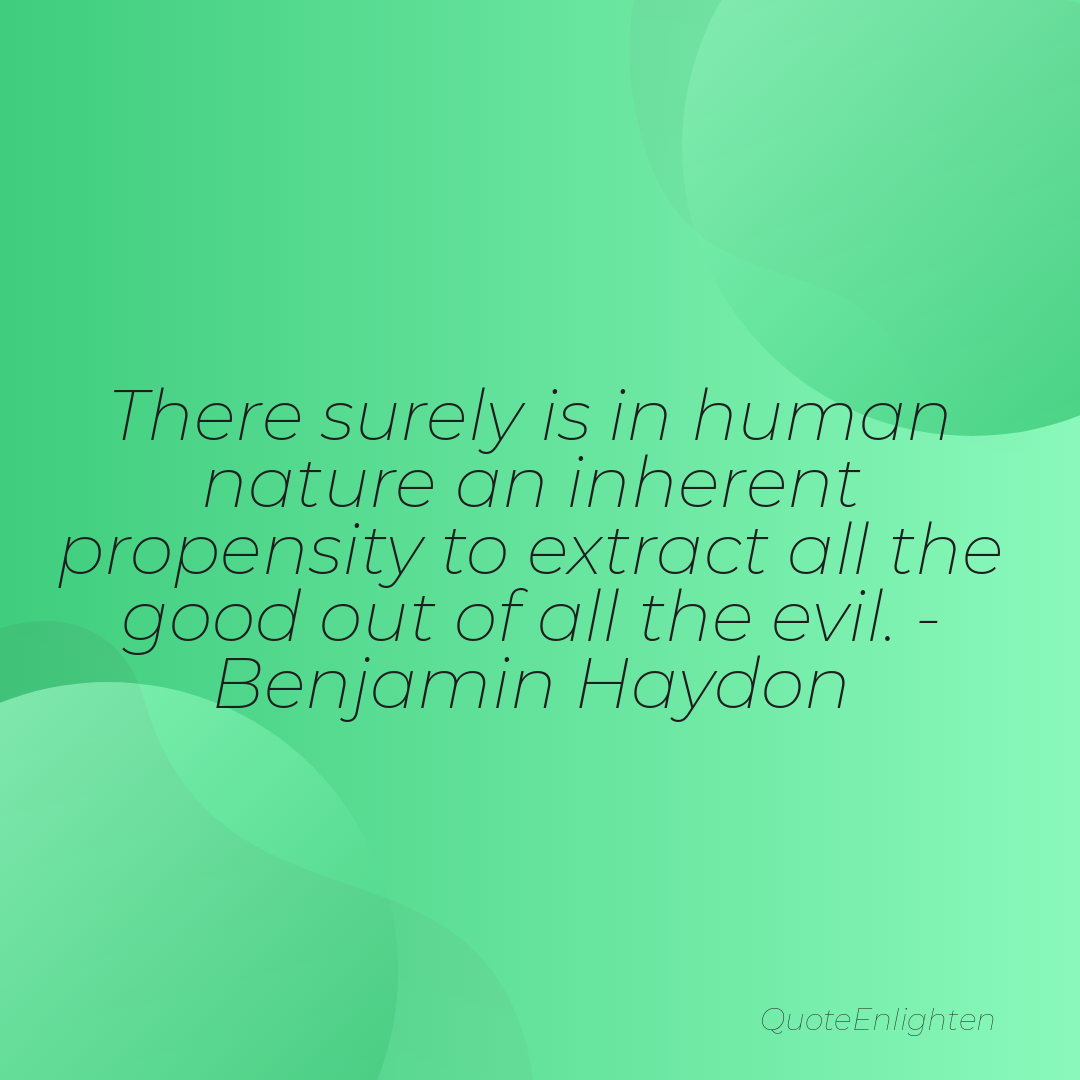 There surely is in human
nature an inherent
propensity to extract all the
good out of all the evil. -
Benjamin Haydon
QuoteEnlighten